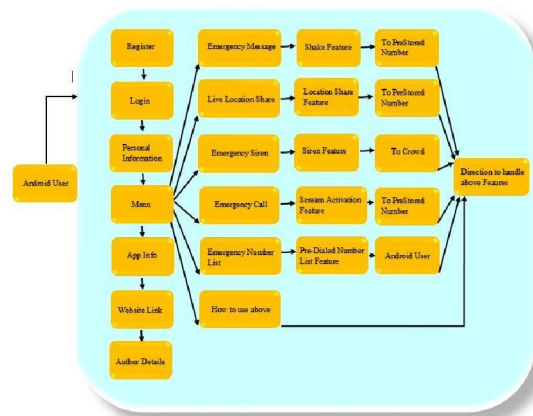 Register
Login
Personal
Information
Menu
App Info
Website Link
Author Details
Android User
Emergency Message
Shake Feature
To PreStored
Number
Live Location Share
Location Share
Feature
To PreStored
Number
Emergency Siren
Siren Feature
To Crowd
Emergency Call
Scream Activation
Feature
To PreStored
Number
Emergency Number
List
Pre-Dialed Number
List Feature
Android User
How to use above
Direction to handle
above Features